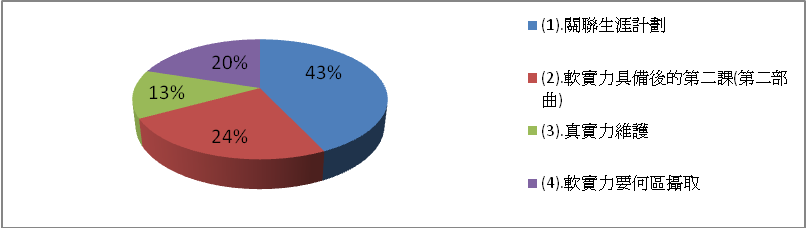 43%
24%
13%
20%
(1).關聯生涯計劃
(2).軟實力具備後的第二課(第二部
曲)
(3).真實力維護
(4).軟實力要何區攝取